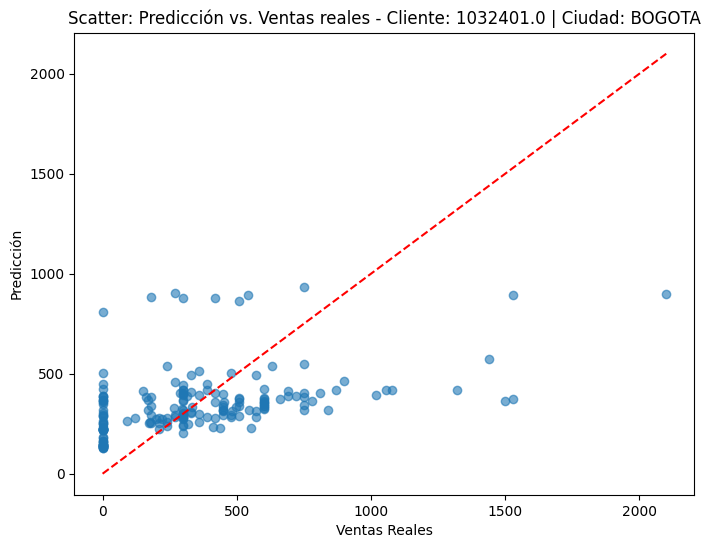 Scatter: Predicción vs. Ventas reales - Cliente: 1032401.0 | Ciudad: BOGOTA
2000
1500
1000
500
0
Predicción
0 500 1000 1500 2000
Ventas Reales